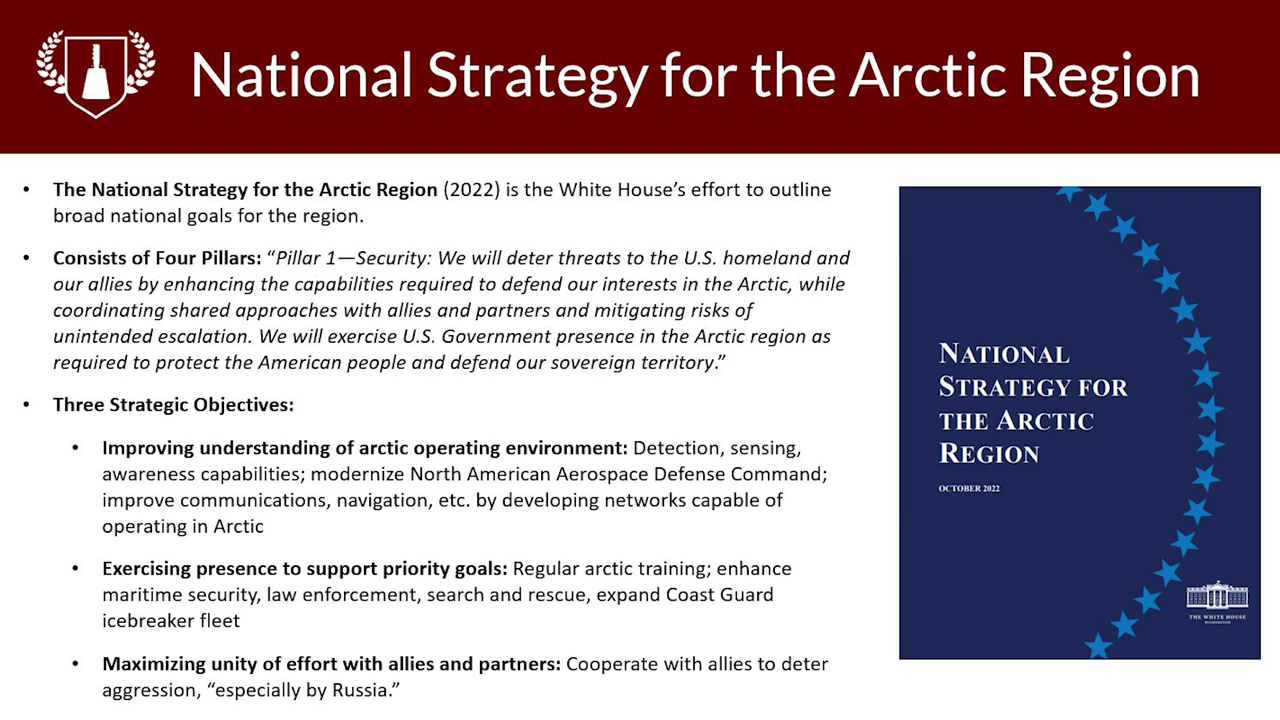 National Strategy for the Arctic Region
• The National Strategy for the Arctic Region (2022) is the White House’s effort to outline
broad national goals for the region.
• Consists of Four Pillars: “Pillar 1—Security: We will deter threats to the U.S. homeland and
our allies by enhancing the capabilities required to defend our interests in the Arctic, while
coordinating shared approaches with allies and partners and mitigating risks of
unintended escalation. We will exercise U.S. Government presence in the Arctic region as
required to protect the American people and defend our sovereign territory.”
• Three Strategic Objectives:
• Improving understanding of arctic operating environment: Detection, sensing,
awareness capabilities; modernize North American Aerospace Defense Command;
improve communications, navigation, etc. by developing networks capable of
operating in Arctic
• Exercising presence to support priority goals: Regular arctic training; enhance
maritime security, law enforcement, search and rescue, expand Coast Guard
icebreaker fleet
• Maximizing unity of effort with allies and partners: Cooperate with allies to deter
aggression, “especially by Russia.”
NATIONAL
STRATEGY FOR
THE ARCTIC
REGION
OCTOBER 2022
THE WHITE HOUSE
WASHINGTON